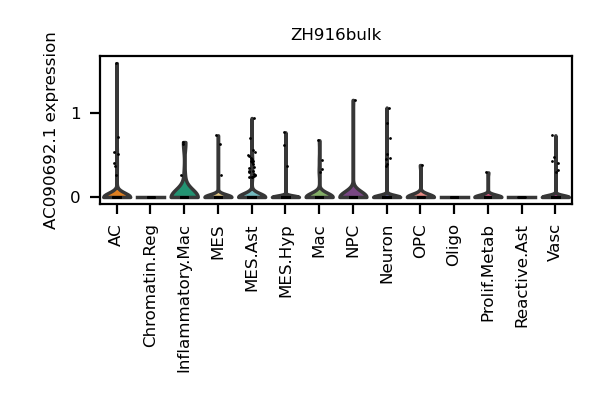 ZH916bulk
AC090692.1 expression
1
0
AC
Chromatin.Reg
Inflammatory.Mac
MES
MES.Ast
MES.Hyp
Mac
NPC
Neuron
OPC
Oligo
Prolif.Metab
Reactive.Ast
Vasc